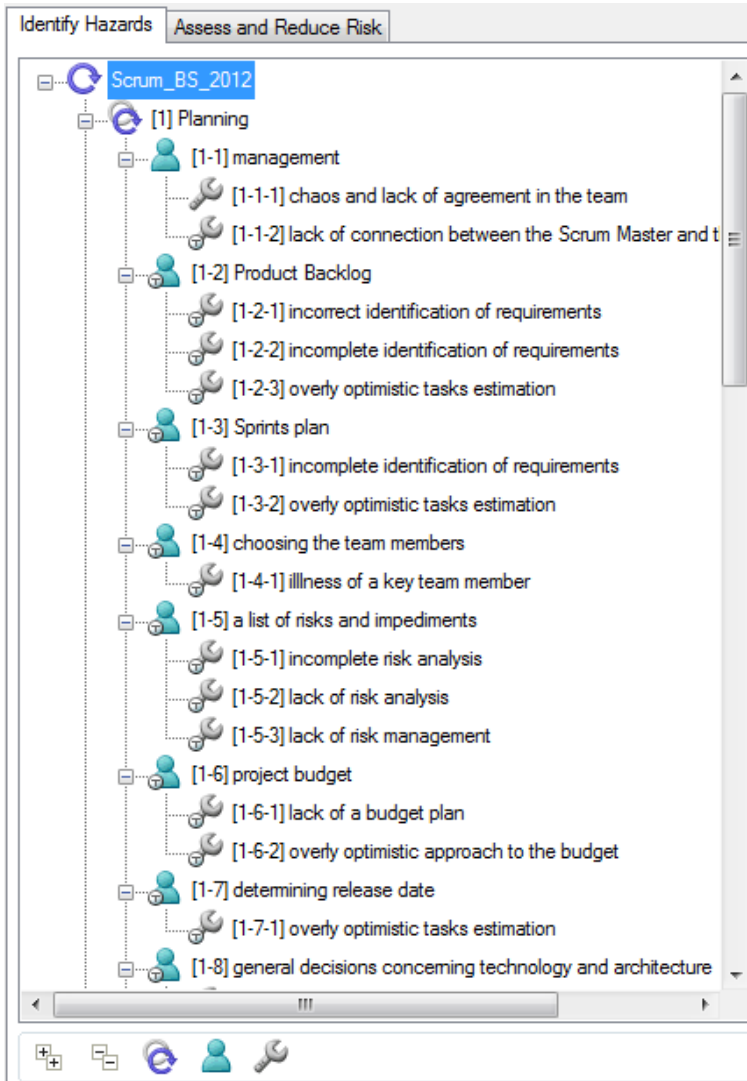 Identify Hazards
Assess and Reduce Risk
Scrum_BS_2012
[1] Planning
[1-1] management
[1-1-1] chaos and lack of agreement in the team
[1-1-2] lack of connection between the Scrum Master and t
[1-2] Product Backlog
[1-2-1] incorrect identification of requirements
[1-2-2] incomplete identification of requirements
[1-2-3] overly optimistic tasks estimation
[1-3] Sprints plan
[1-3-1] incomplete identification of requirements
[1-3-2] overly optimistic tasks estimation
[1-4] choosing the team members
[1-4-1] illlness of a key team member
[1-5] a list of risks and impediments
[1-5-1] incomplete risk analysis
[1-5-2] lack of risk analysis
[1-5-3] lack of risk management
[1-6] project budget
[1-6-1] lack of a budget plan
[1-6-2] overly optimistic approach to the budget
[1-7] determining release date
[1-7-1] overly optimistic tasks estimation
[1-8] general decisions concerning technology and architecture